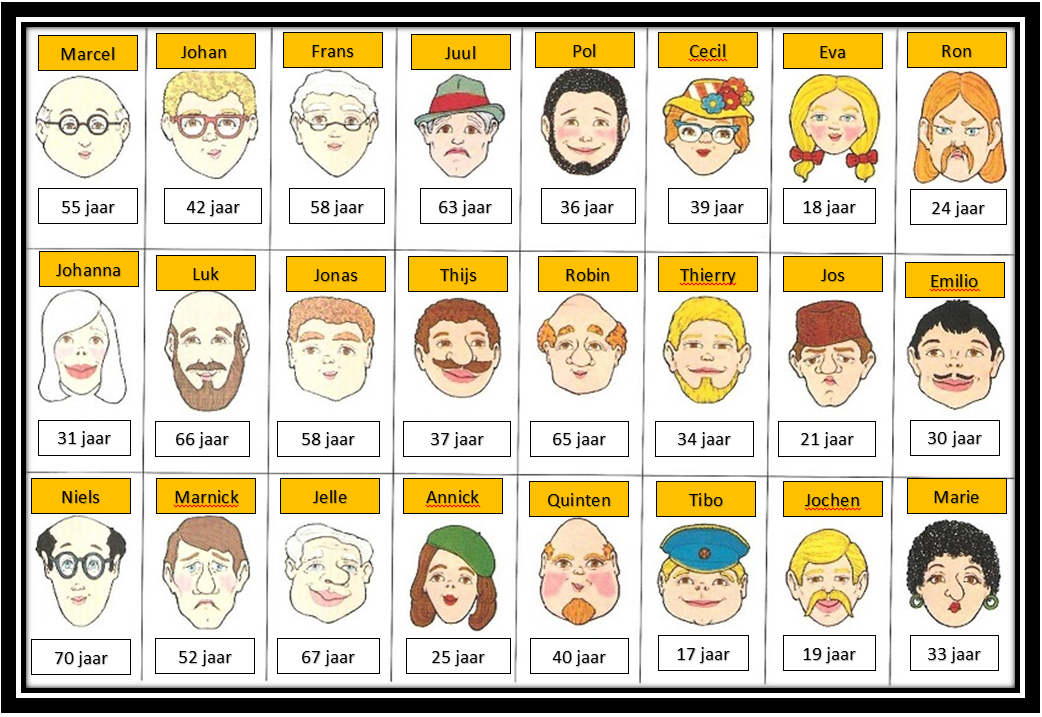 Marcel Johan Frans Juul Pol Cecil Eva Ron
55 jaar 42 jaar 58 jaar 63 jaar 36 jaar 39 jaar 18 jaar 24 jaar
Johanna Luk Jonas Thijs Robin Thierry Jos Emilio
31 jaar 66 jaar 58 jaar 37 jaar 65 jaar 34 jaar 21 jaar 30 jaar
Niels Marnick Jelle Annick Quinten Tibo Jochen Marie
70 jaar 52 jaar 67 jaar 25 jaar 40 jaar 17 jaar 19 jaar 33 jaar